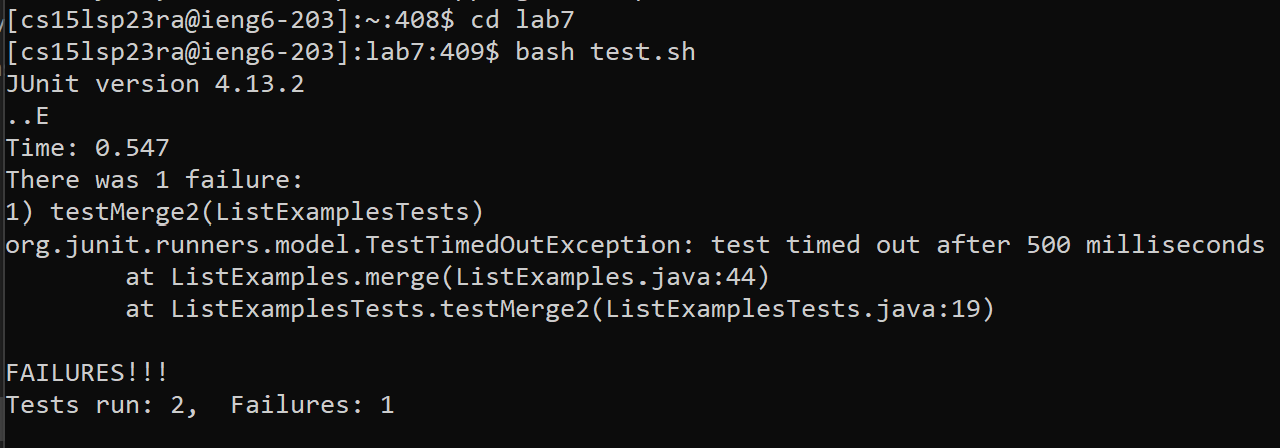 [cs15lsp23ra@ieng6-203]:~:408$ cd lab7
[cs15lsp23ra@ieng6-203]:lab7:409$ bash test.sh
JUnit version 4.13.2
..E
Time: 0.547
There was 1 failure:
1) testMerge2(ListExamplesTests)
org.junit.runners.model.TestTimedOutException: test timed out after 500 milliseconds
        at ListExamples.merge(ListExamples.java:44)
        at ListExamplesTests.testMerge2(ListExamplesTests.java:19)

FAILURES!!!
Tests run: 2,  Failures: 1